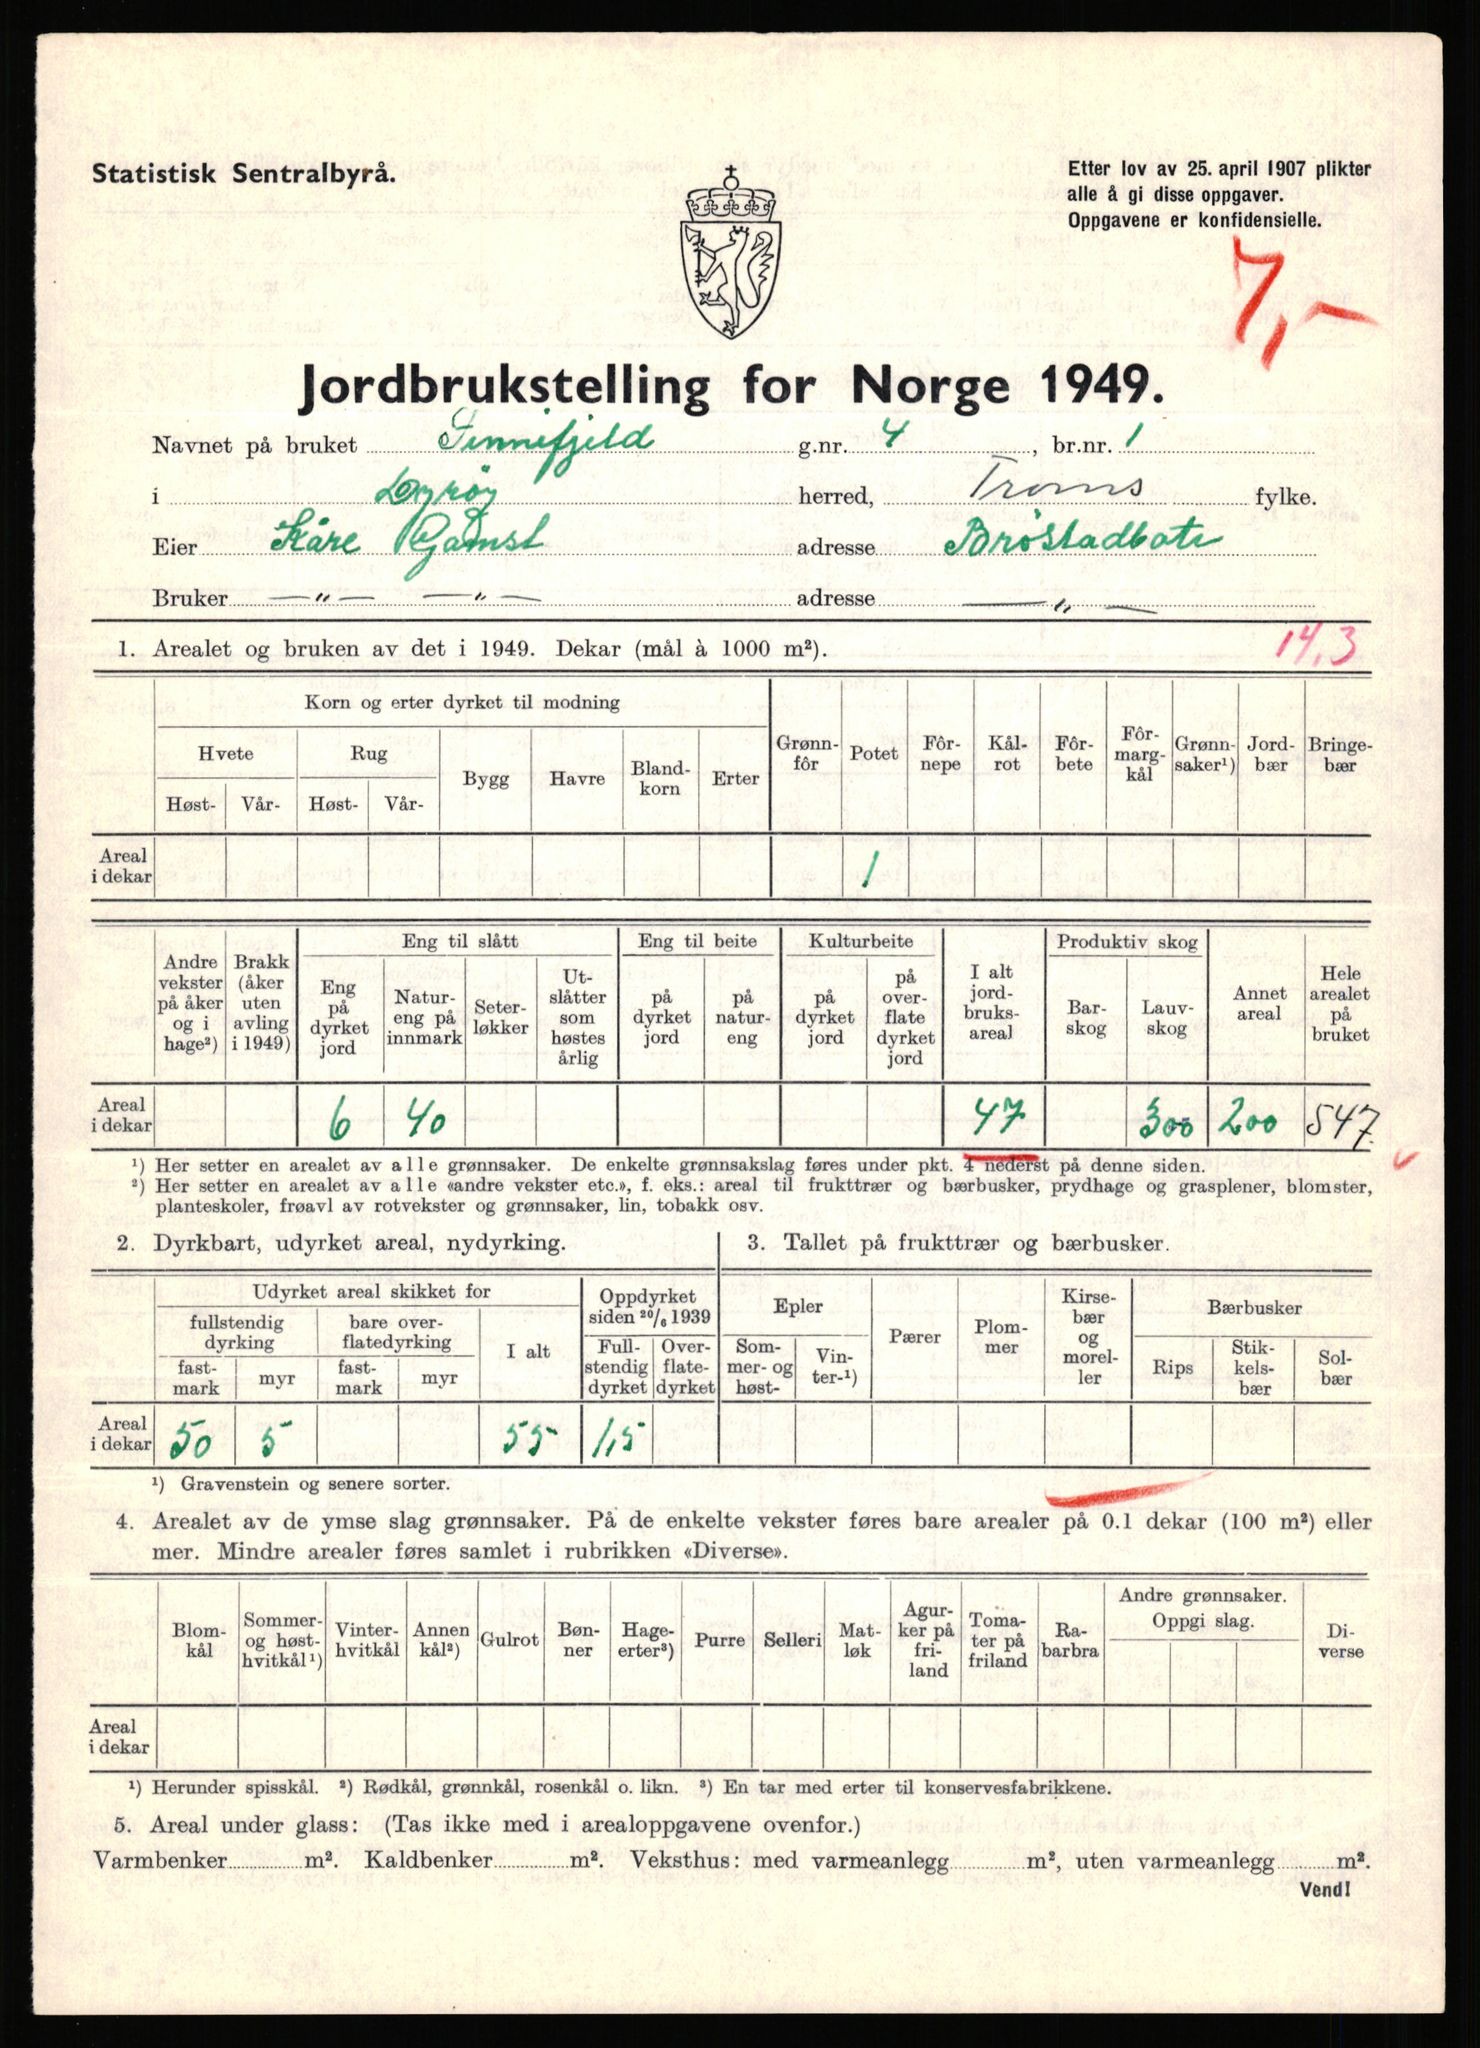 Statistisk Sentralbyrå.
Etter lov av 25. april 1907 plikter
alle å gi disse oppgaver.
Oppgavene er konfidensielle.
7,-
Jordbrukstelling for Norge 1949.
Navnet på bruket Finnifjeld g.nr. 4, br.nr. 1
i Dyrøy herred, Troms fylke.
Eier Kåre Gamst adresse Brøstadbotn
Bruker —„— —„— adresse —„—
1. Arealet og bruken av det i 1949. Dekar (mål à 1000 m²). 14,3
Korn og erter dyrket til modning
Hvete Rug Bygg Havre Bland-korn Erter Grønn-fôr Potet Fôr-nepe Kål-rot Fôr-bete Fôr-marg-kål Grønn-saker¹) Jord-bær Bringe-bær
Høst- Vår- Høst- Vår-
Areal i dekar 1
Andre vekster på åker og i hage²) Brakk (åker uten avling i 1949) Eng til slått Eng til beite Kulturbeite I alt jord-bruks-areal Produktiv skog Annet areal Hele arealet på bruket
Eng på dyrket jord Natur-eng på innmark Seter-løkker Ut-slåtter som høstes årlig på dyrket jord på natur-eng på dyrket jord på over-flate dyrket jord Bar-skog Lauv-skog
Areal i dekar 6 40 47 300 200 547
¹) Her setter en arealet av alle grønnsaker. De enkelte grønnsakslag føres under pkt. 4 nederst på denne siden.
²) Her setter en arealet av alle «andre vekster etc.», f. eks.: areal til frukttrær og bærbusker, prydhage og grasplener, blomster,
planteskoler, frøavl av rotvekster og grønnsaker, lin, tobakk osv.
2. Dyrkbart, udyrket areal, nydyrking.
Udyrket areal skikket for Oppdyrket siden 20/6 1939
fullstendig dyrking bare over-flatedyrking I alt Full-stendig dyrket Over-flate-dyrket
fast-mark myr fast-mark myr
Areal i dekar 50 5 55 1,5
¹) Gravenstein og senere sorter.
3. Tallet på frukttrær og bærbusker.
Epler Pærer Plom-mer Kirse-bær og morel-ler Bærbusker
Som-mer- og høst- Vin-ter-¹) Rips Stik-kels-bær Sol-bær
4. Arealet av de ymse slag grønnsaker. På de enkelte vekster føres bare arealer på 0.1 dekar (100 m²) eller
mer. Mindre arealer føres samlet i rubrikken «Diverse».
Blom-kål Sommer-og høst-hvitkål¹) Vinter-hvitkål Annen kål²) Gulrot Bøn-ner Hage-erter³) Purre Selleri Mat-løk Agur-ker på fri-land Toma-ter på friland Ra-barbra Andre grønnsaker. Oppgi slag. Di-verse
Areal i dekar
¹) Herunder spisskål. ²) Rødkål, grønnkål, rosenkål o. likn. ³) En tar med erter til konservesfabrikkene.
5. Areal under glass: (Tas ikke med i arealoppgavene ovenfor.)
Varmbenker m². Kaldbenker m². Veksthus: med varmeanlegg m², uten varmeanlegg m².
Vend!